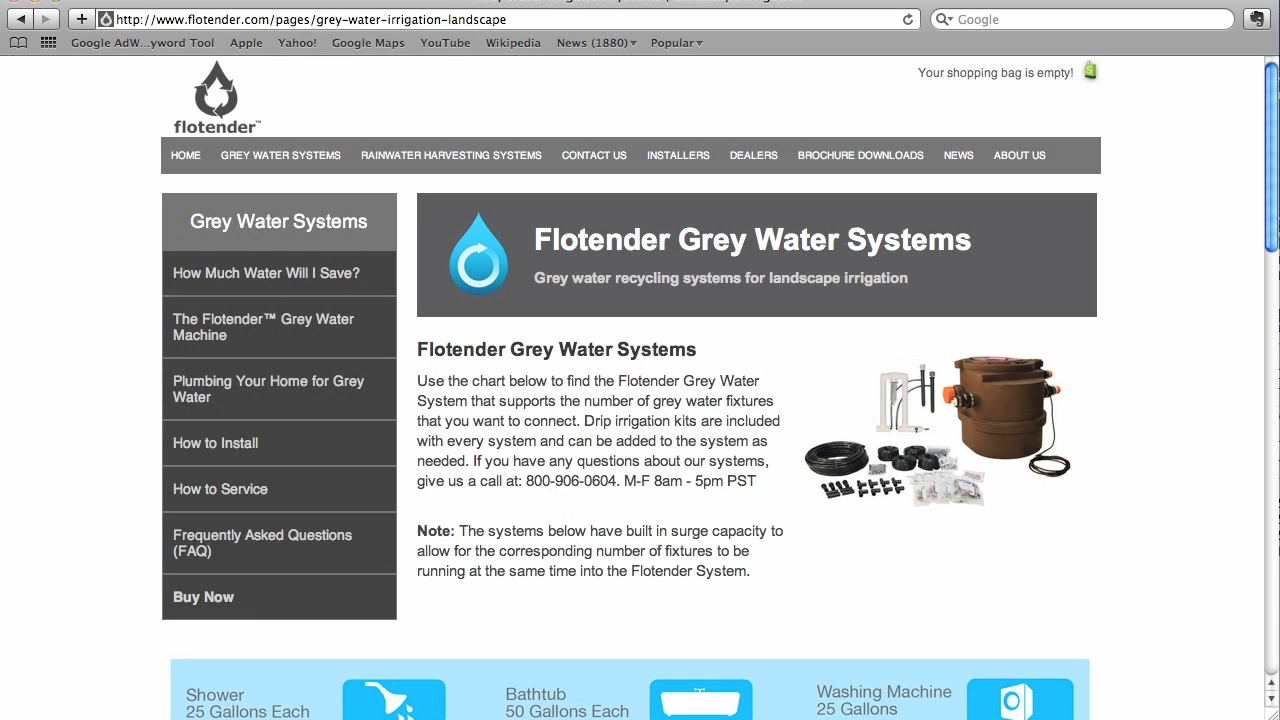 http://www.flotender.com/pages/grey-water-irrigation-landscape
Google
Google AdW...yword Tool Apple Yahoo! Google Maps YouTube Wikipedia News (1880)▾ Popular▾
Your shopping bag is empty!
flotender™
HOME GREY WATER SYSTEMS RAINWATER HARVESTING SYSTEMS CONTACT US INSTALLERS DEALERS BROCHURE DOWNLOADS NEWS ABOUT US
Grey Water Systems
How Much Water Will I Save?
The Flotender™ Grey Water
Machine
Plumbing Your Home for Grey
Water
How to Install
How to Service
Frequently Asked Questions
(FAQ)
Buy Now
Flotender Grey Water Systems
Grey water recycling systems for landscape irrigation
Flotender Grey Water Systems
Use the chart below to find the Flotender Grey Water
System that supports the number of grey water fixtures
that you want to connect. Drip irrigation kits are included
with every system and can be added to the system as
needed. If you have any questions about our systems,
give us a call at: 800-906-0604. M-F 8am - 5pm PST
Note: The systems below have built in surge capacity to
allow for the corresponding number of fixtures to be
running at the same time into the Flotender System.
Shower
25 Gallons Each
Bathtub
50 Gallons Each
Washing Machine
25 Gallons